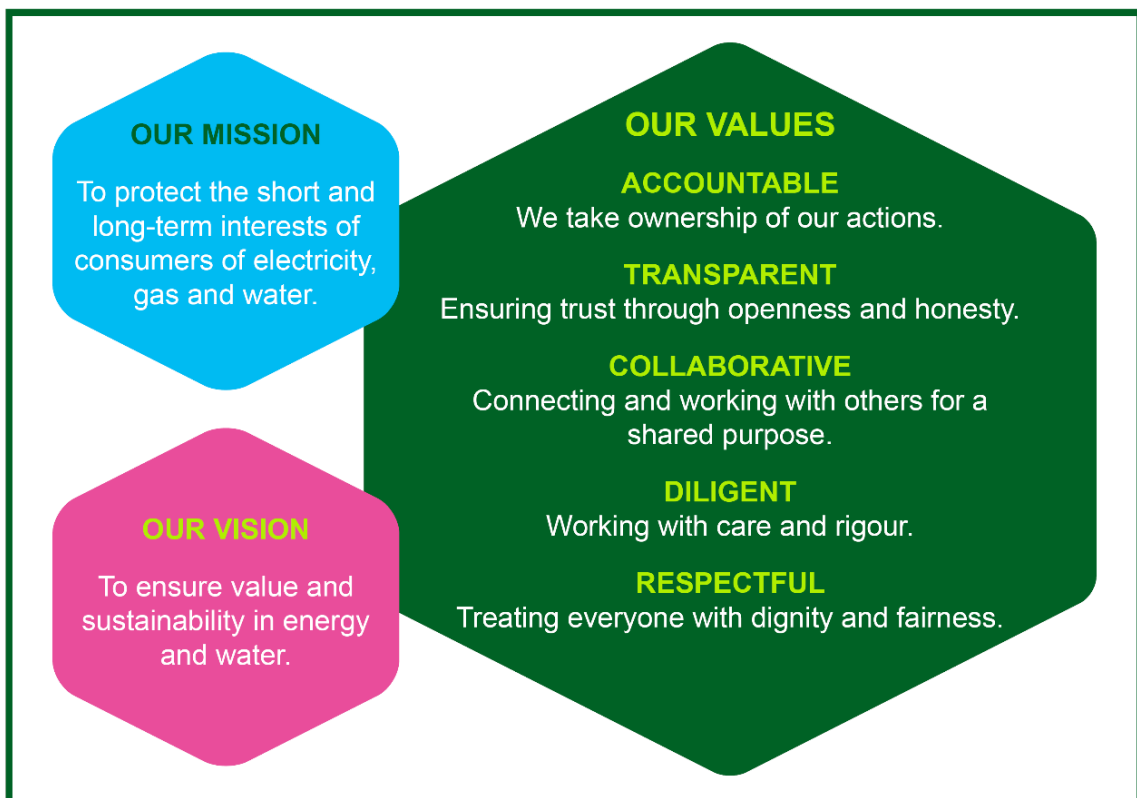 OUR MISSION
To protect the short and
long-term interests of
consumers of electricity,
gas and water.
OUR VISION
To ensure value and
sustainability in energy
and water.
OUR VALUES
ACCOUNTABLE
We take ownership of our actions.
TRANSPARENT
Ensuring trust through openness and honesty.
COLLABORATIVE
Connecting and working with others for a
shared purpose.
DILIGENT
Working with care and rigour.
RESPECTFUL
Treating everyone with dignity and fairness.